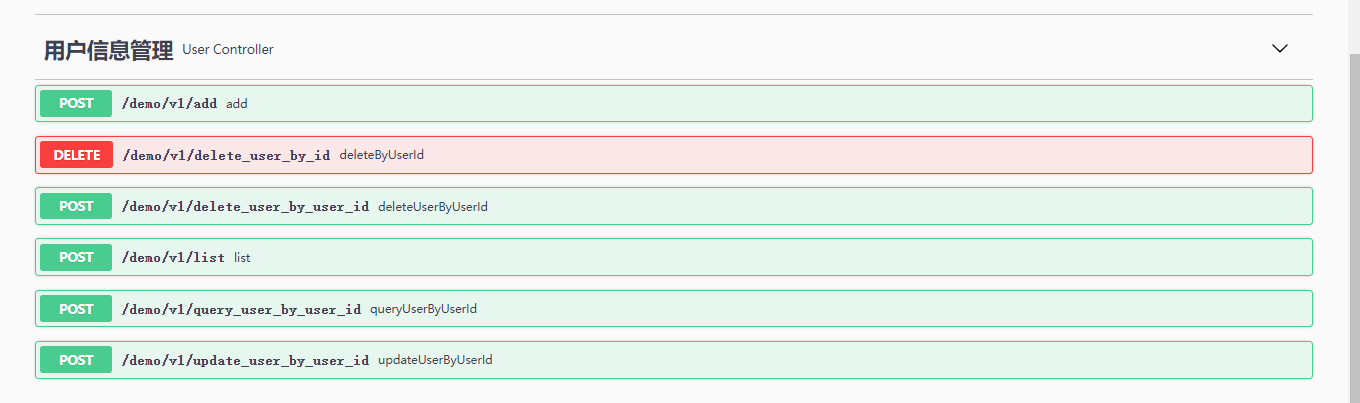 用户信息管理 User Controller
POST /demo/v1/add add
DELETE /demo/v1/delete_user_by_id deleteByUserId
POST /demo/v1/delete_user_by_user_id deleteUserByUserId
POST /demo/v1/list list
POST /demo/v1/query_user_by_user_id queryUserByUserId
POST /demo/v1/update_user_by_user_id updateUserByUserId